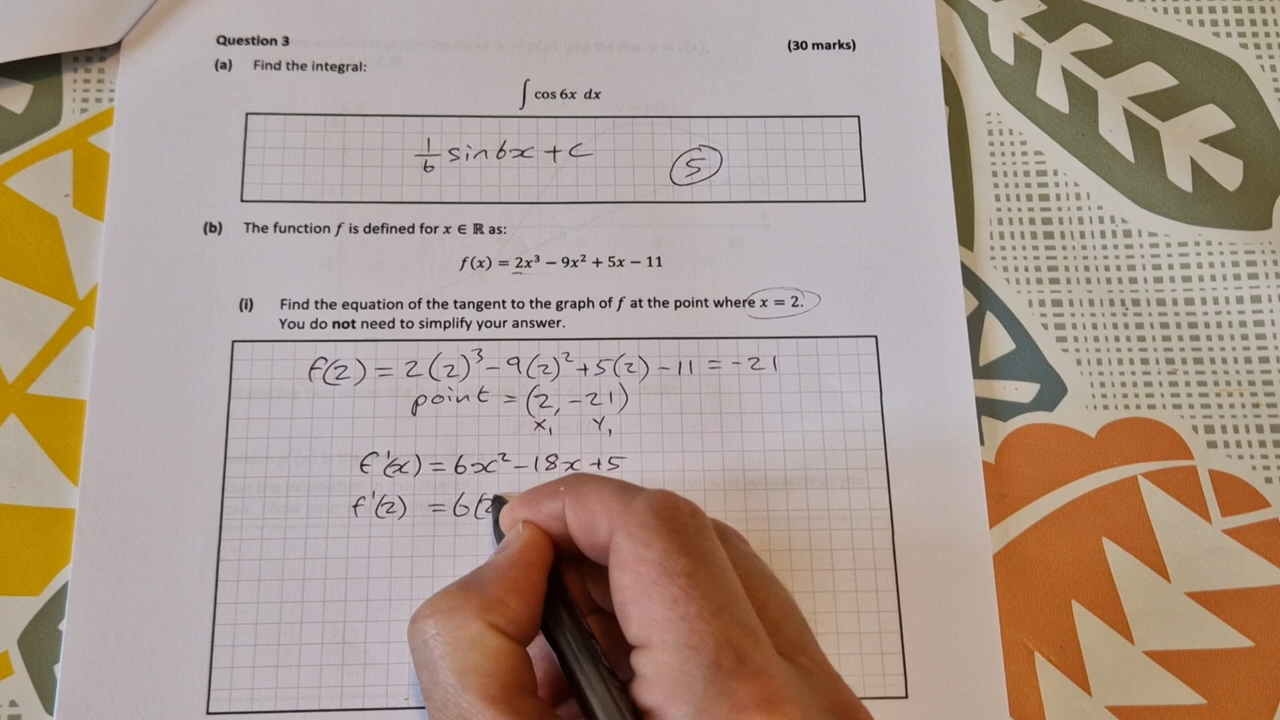 Question 3 (30 marks)
(a) Find the integral:
∫ cos 6x dx
1/6 sin6x + C (5)
(b) The function f is defined for x ∈ ℝ as:
f(x) = 2x³ − 9x² + 5x − 11
(i) Find the equation of the tangent to the graph of f at the point where x = 2.
You do not need to simplify your answer.
f(2) = 2(2)³ − 9(2)² + 5(2) − 11 = −21
point = (2, −21)
x₁ y₁
f'(x) = 6x² − 18x + 5
f'(2) = 6(2